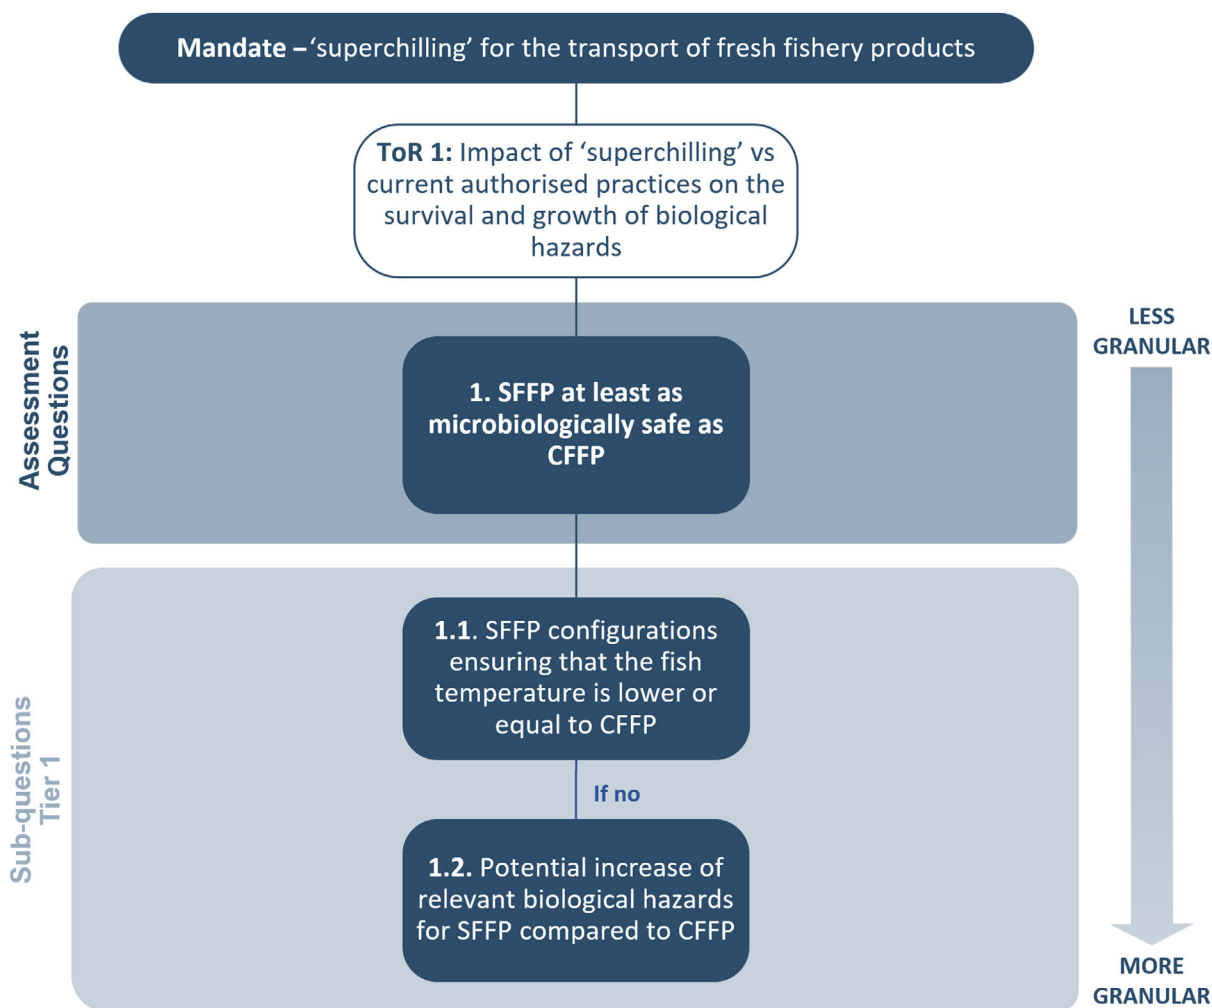 Mandate – ‘superchilling’ for the transport of fresh fishery products
ToR 1: Impact of ‘superchilling’ vs
current authorised practices on the
survival and growth of biological
hazards
Assessment
Questions
1. SFFP at least as
microbiologically safe as
CFFP
LESS
GRANULAR
Sub-questions
Tier 1
1.1. SFFP configurations
ensuring that the fish
temperature is lower or
equal to CFFP
If no
1.2. Potential increase of
relevant biological hazards
for SFFP compared to CFFP
MORE
GRANULAR